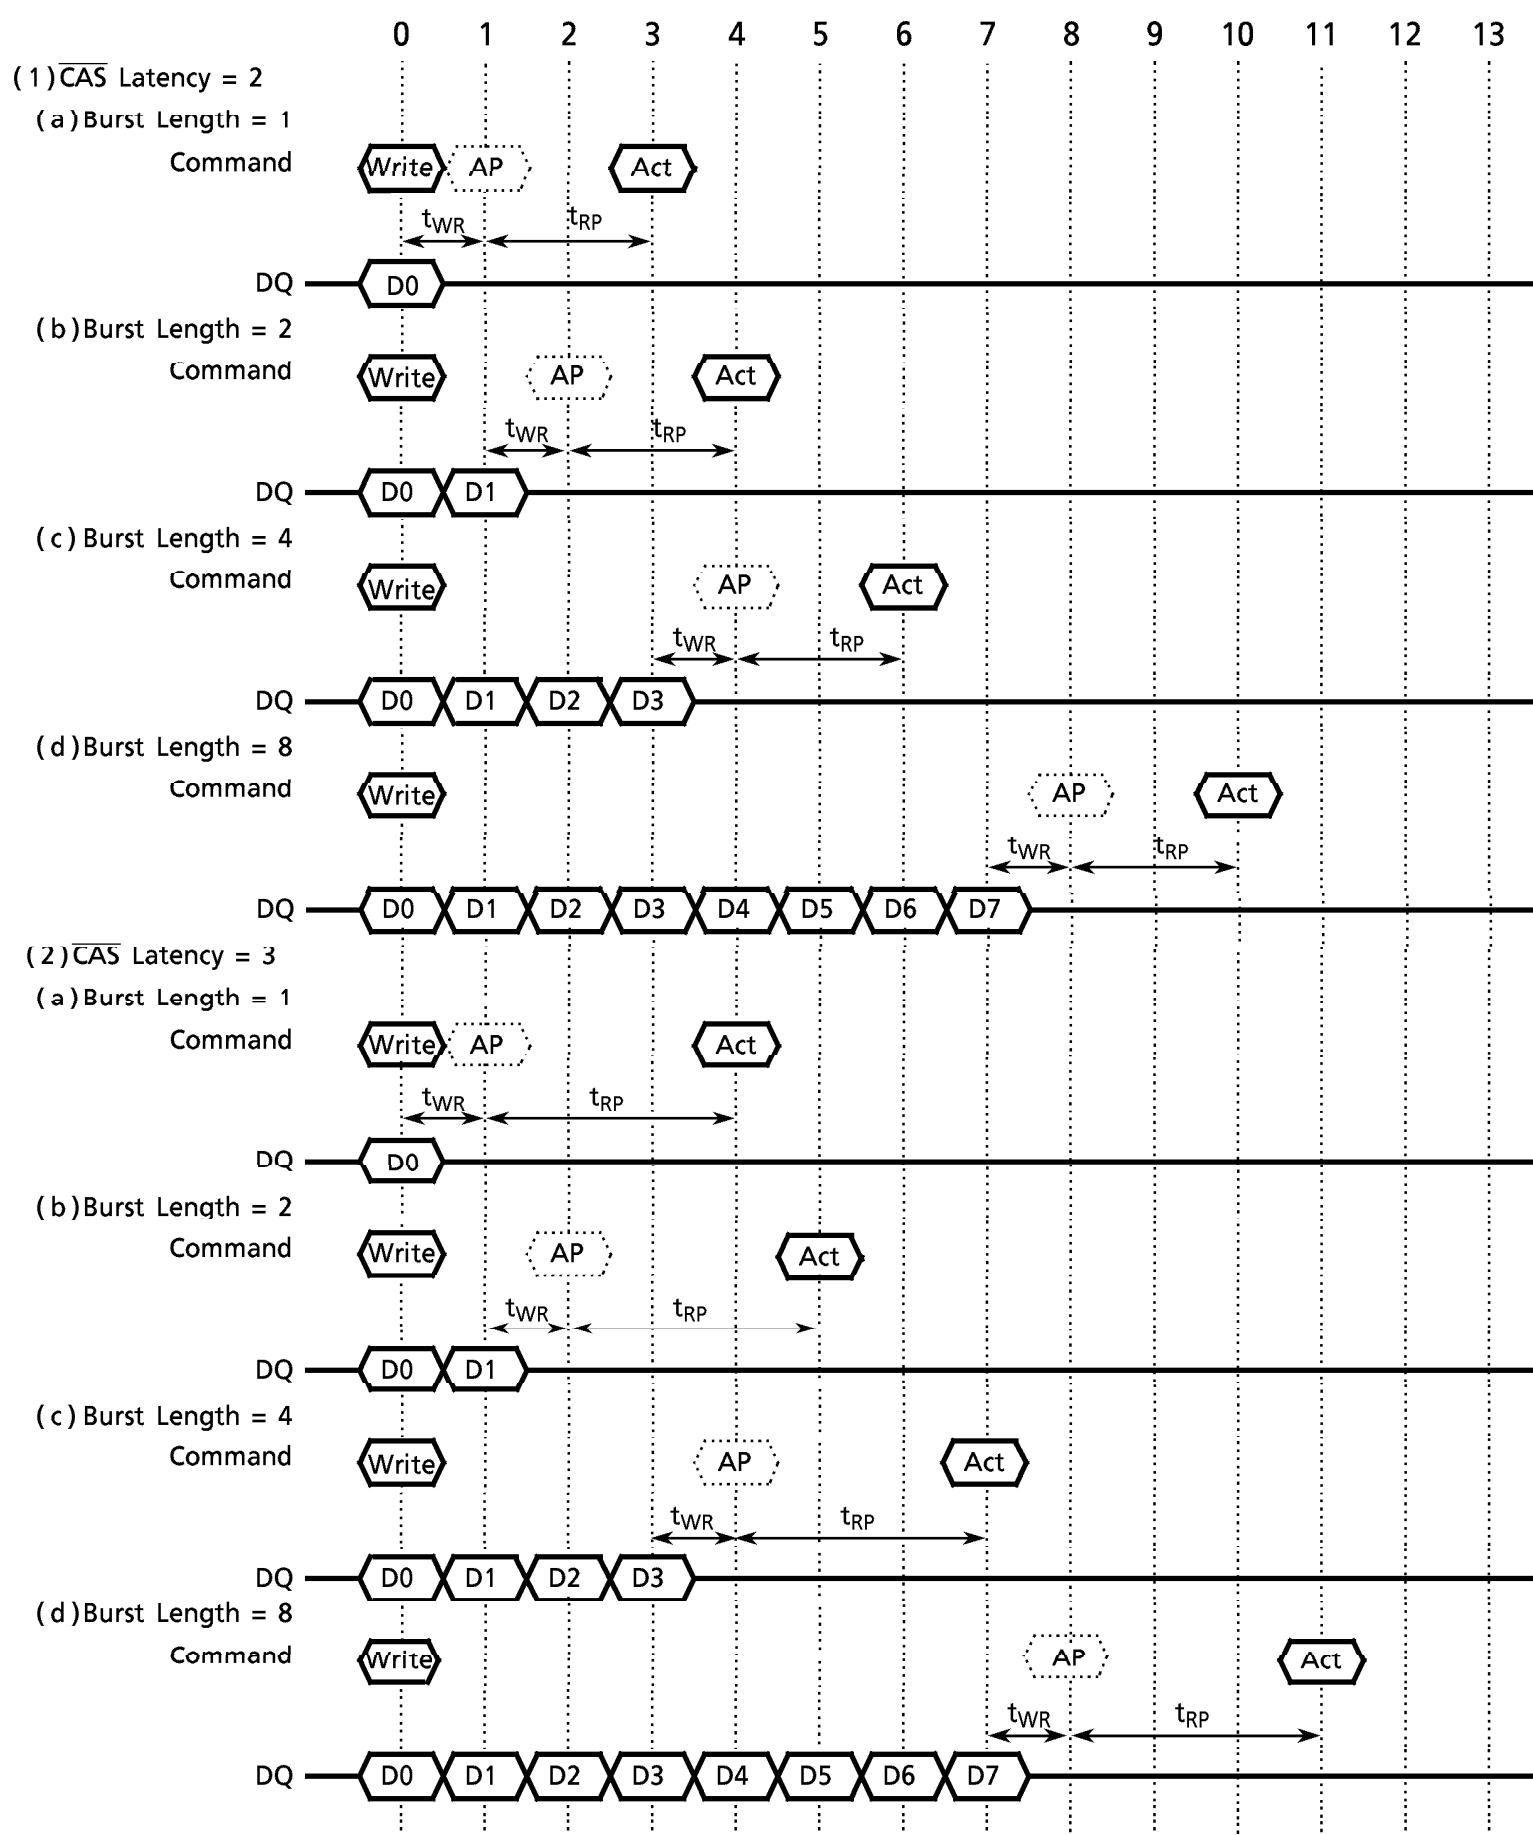 0 1 2 3 4 5 6 7 8 9 10 11 12 13
(1) CAS Latency = 2
(a) Burst Length = 1
Command Write AP Act
tWR tRP
DQ D0
(b) Burst Length = 2
Command Write AP Act
tWR tRP
DQ D0 D1
(c) Burst Length = 4
Command Write AP Act
tWR tRP
DQ D0 D1 D2 D3
(d) Burst Length = 8
Command Write AP Act
tWR tRP
DQ D0 D1 D2 D3 D4 D5 D6 D7
(2) CAS Latency = 3
(a) Burst Length = 1
Command Write AP Act
tWR tRP
DQ D0
(b) Burst Length = 2
Command Write AP Act
tWR tRP
DQ D0 D1
(c) Burst Length = 4
Command Write AP Act
tWR tRP
DQ D0 D1 D2 D3
(d) Burst Length = 8
Command Write AP Act
tWR tRP
DQ D0 D1 D2 D3 D4 D5 D6 D7